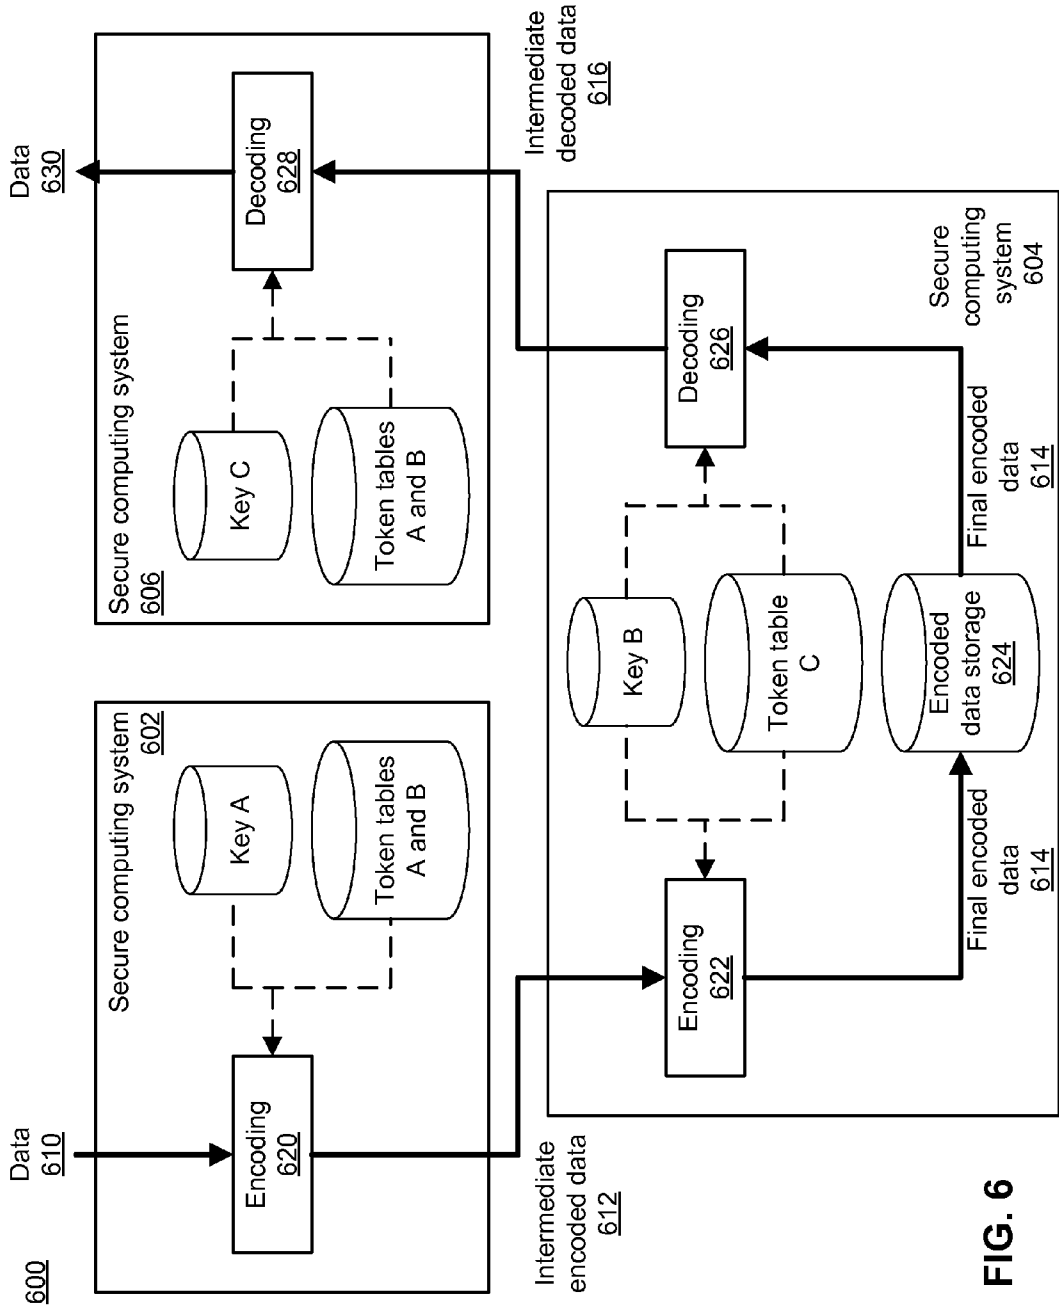 600
Data
610
Secure computing system
602
Encoding
620
Key A
Token tables
A and B
Intermediate
encoded data
612
Data
630
Secure computing system
606
Key C
Token tables
A and B
Decoding
628
Intermediate
decoded data
616
Encoding
622
Key B
Token table
C
Decoding
626
Final encoded
data
614
Encoded
data storage
624
Final encoded
data
614
Secure
computing
system
604
FIG. 6